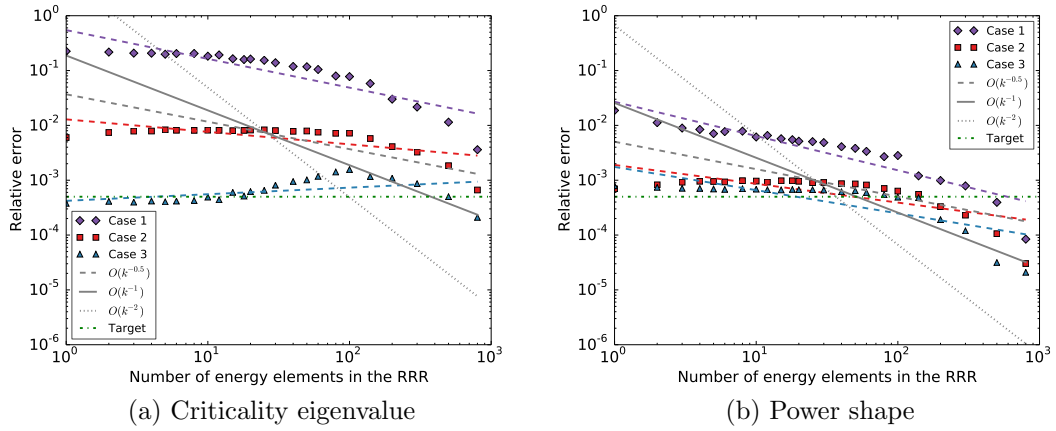 10^0
10^-1
10^-2
10^-3
10^-4
10^-5
10^-6
Relative error
Case 1
Case 2
Case 3
O(k^-0.5)
O(k^-1)
O(k^-2)
Target
10^0
10^1
10^2
10^3
Number of energy elements in the RRR
(a) Criticality eigenvalue
10^0
10^-1
10^-2
10^-3
10^-4
10^-5
10^-6
Relative error
Case 1
Case 2
Case 3
O(k^-0.5)
O(k^-1)
O(k^-2)
Target
10^0
10^1
10^2
10^3
Number of energy elements in the RRR
(b) Power shape